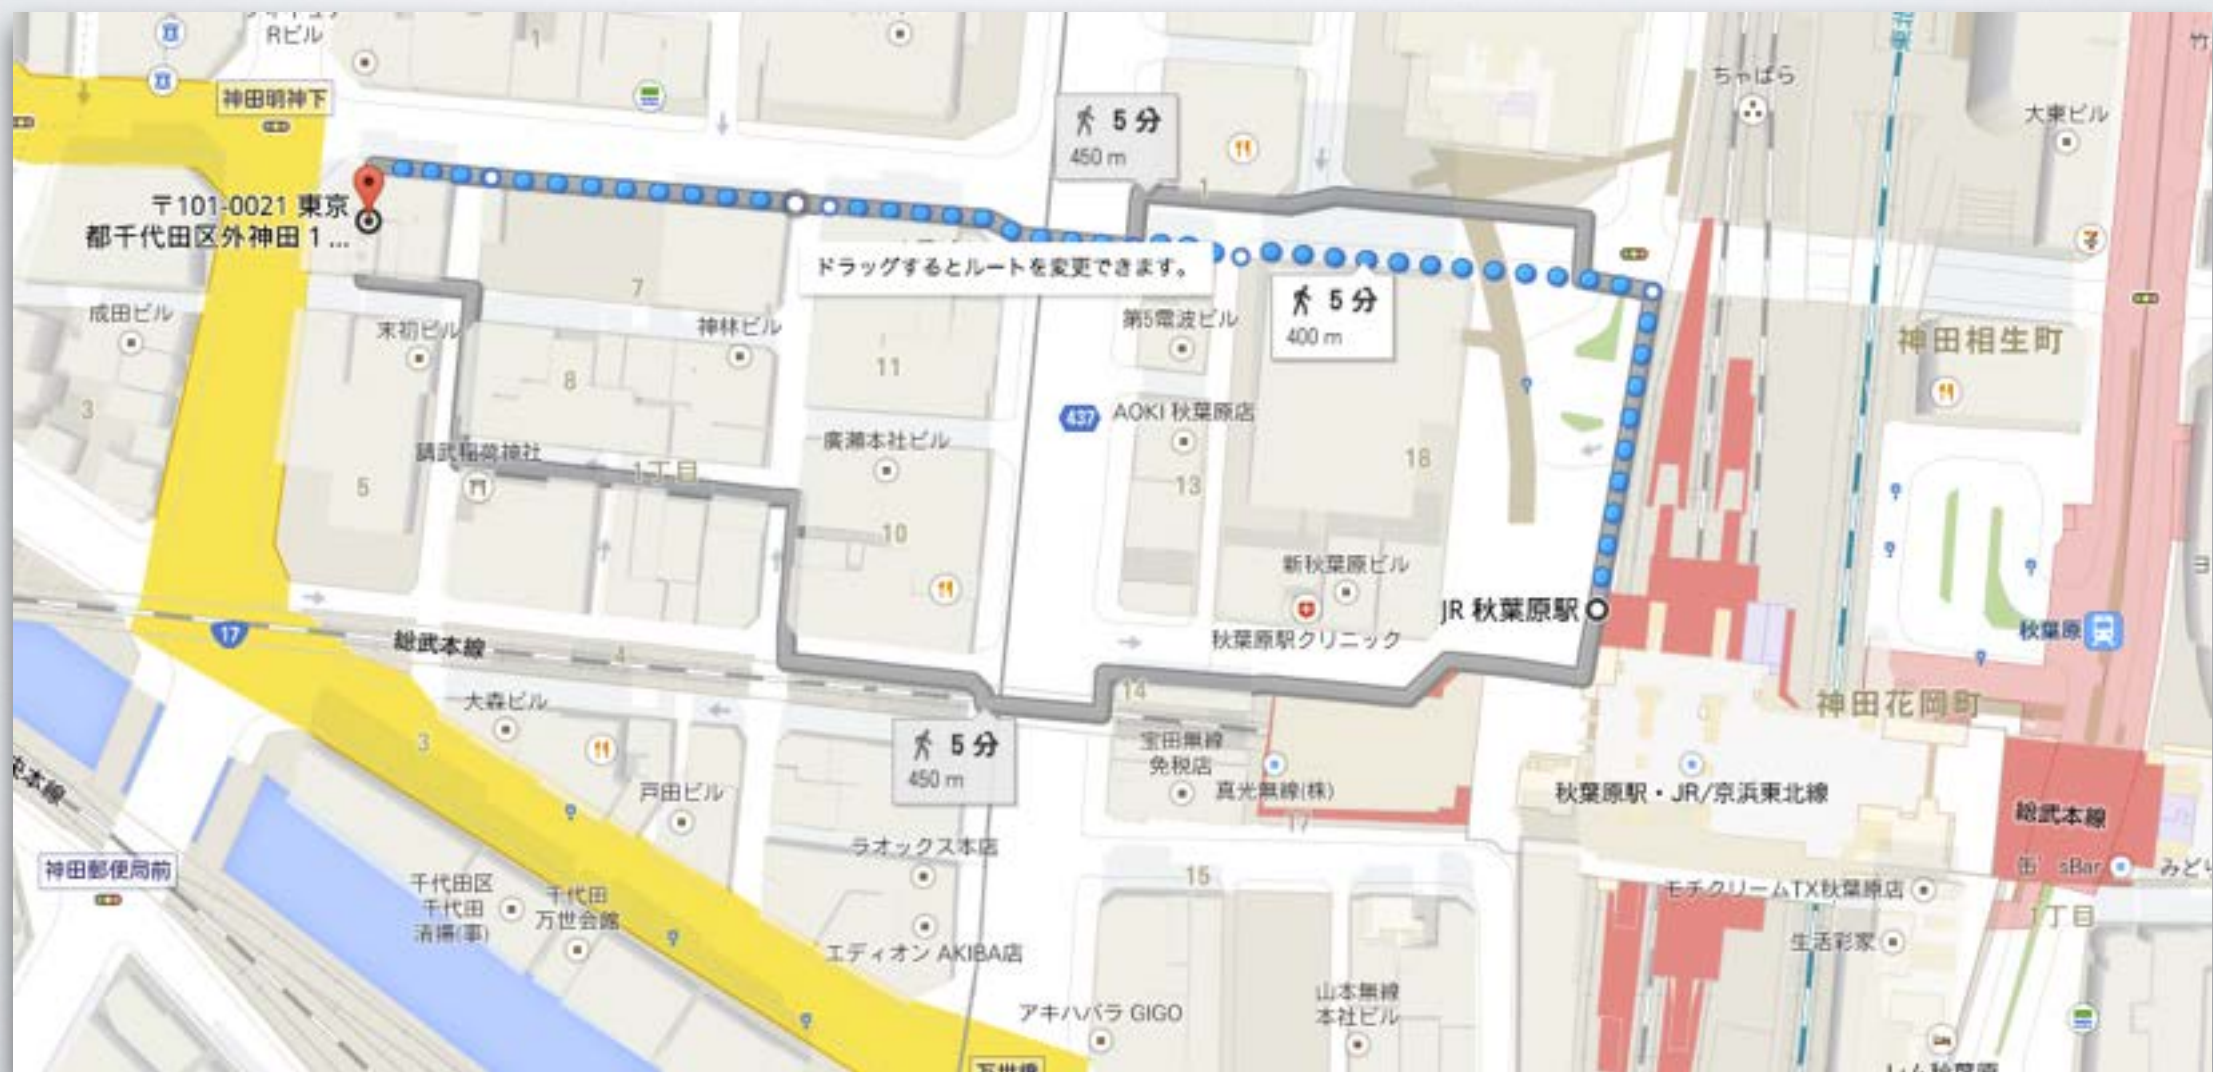 Rビル
1
神田明神下
ちゃばら
大東ビル
5分
450 m
1
〒101-0021 東京
都千代田区外神田 1 ...
ドラッグするとルートを変更できます。
7
成田ビル
末初ビル
神林ビル
第5電波ビル
5分
400 m
神田相生町
11
8
3
437
AOKI 秋葉原店
廣瀬本社ビル
請武稲荷神社
1丁目
18
5
13
10
新秋葉原ビル
JR 秋葉原駅
17
総武本線
4
秋葉原駅クリニック
秋葉原
14
神田花岡町
大森ビル
3
5分
450 m
宝田無線
免税店
真光無線(株)
秋葉原駅・JR/京浜東北線
戸田ビル
17
総武本線
ラオックス本店
神田郵便局前
15
sBar
みどり
千代田区
千代田
清掃(事)
千代田
万世会館
モチクリームTX秋葉原店
1丁目
エディオン AKIBA店
生活彩家
アキハバラ GIGO
山本無線
本社ビル
万世橋